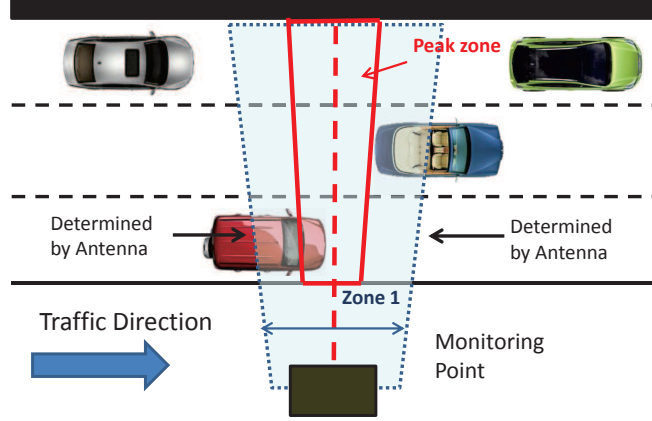 Peak zone
Determined
by Antenna
Determined
by Antenna
Zone 1
Traffic Direction
Monitoring
Point